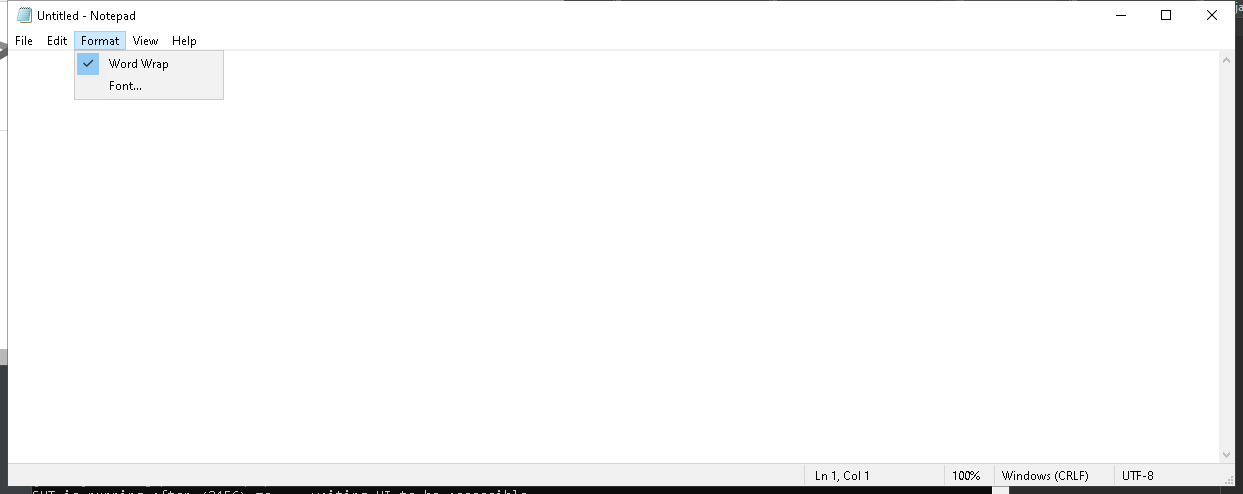 Untitled - Notepad
File Edit Format View Help
Word Wrap
Font...
Ln 1, Col 1 100% Windows (CRLF) UTF-8